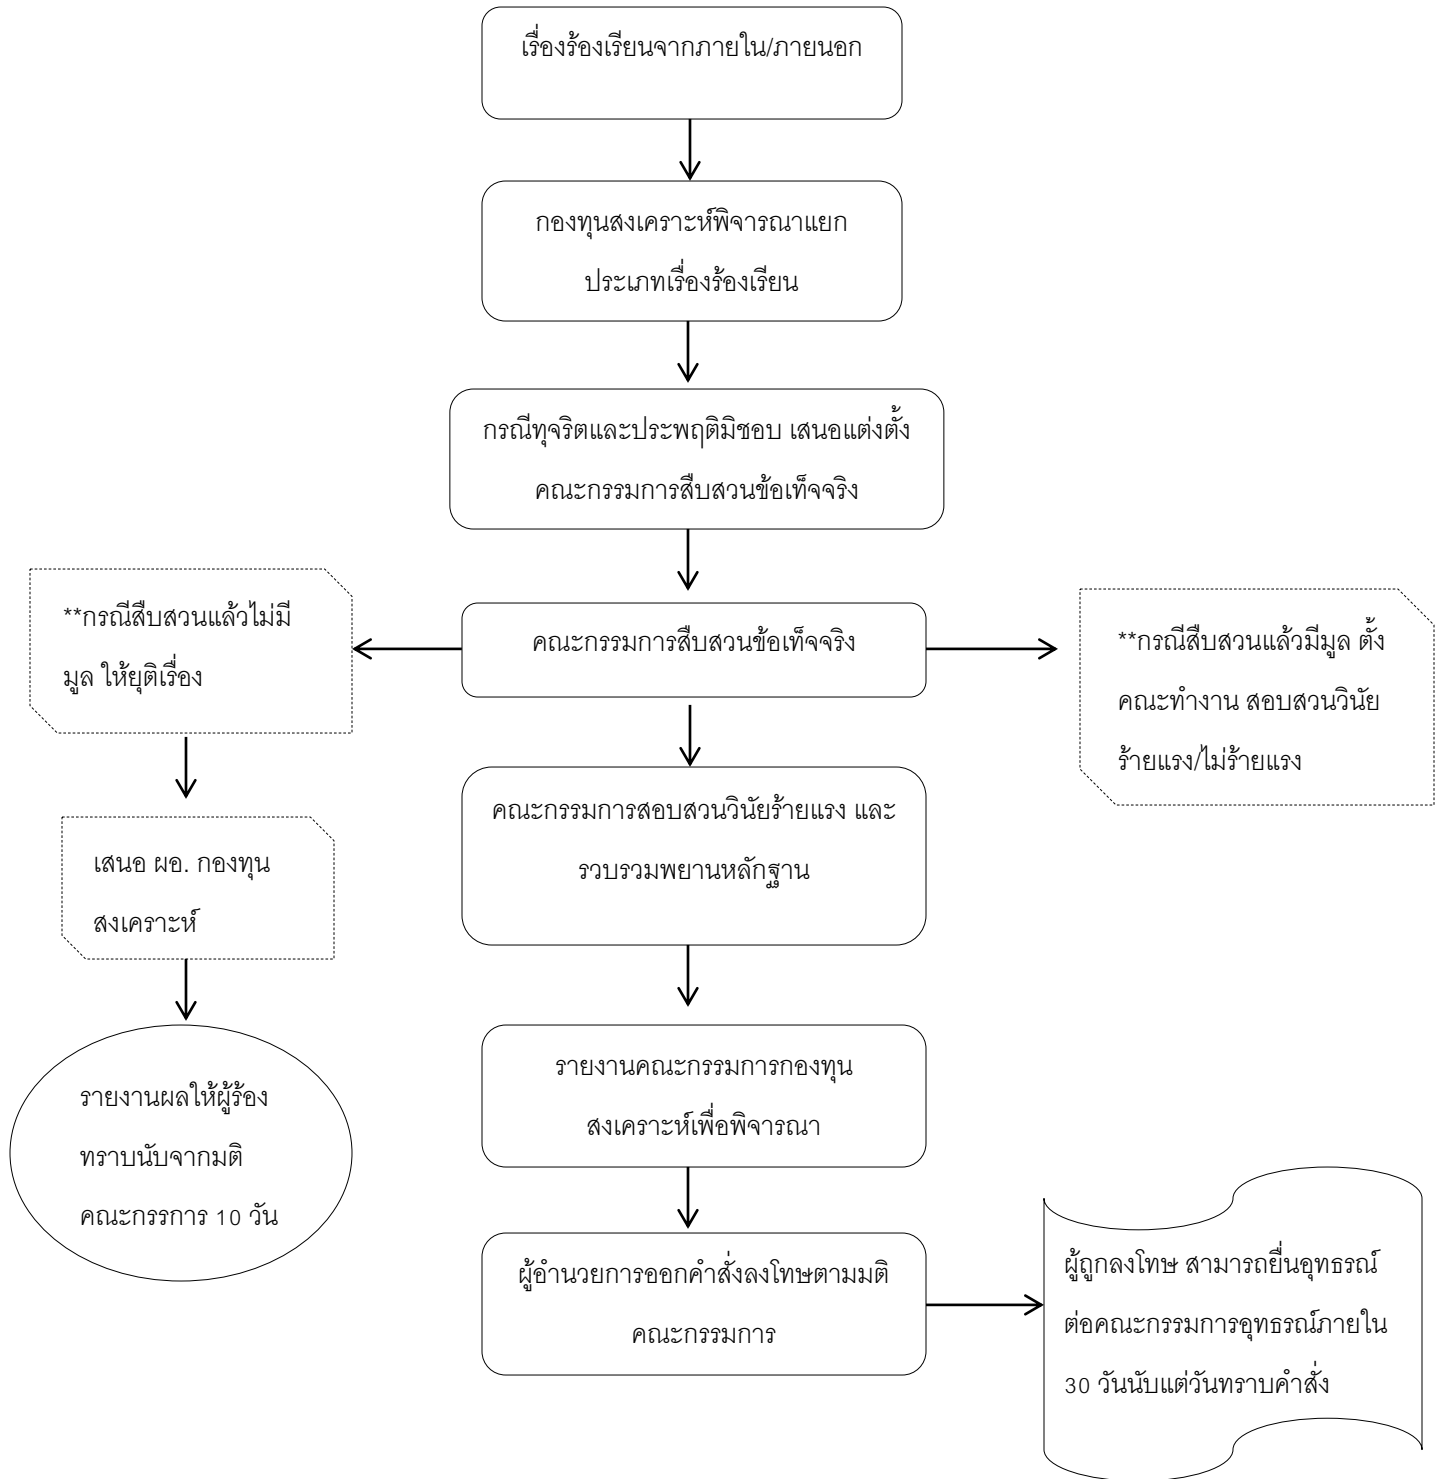 เรื่องร้องเรียนจากภายใน/ภายนอก
กองทุนสงเคราะห์พิจารณาแยก
ประเภทเรื่องร้องเรียน
กรณีทุจริตและประพฤติมิชอบ เสนอแต่งตั้ง
คณะกรรมการสืบสวนข้อเท็จจริง
**กรณีสืบสวนแล้วไม่มี
มูล ให้ยุติเรื่อง
คณะกรรมการสืบสวนข้อเท็จจริง
**กรณีสืบสวนแล้วมีมูล ตั้ง
คณะทำงาน สอบสวนวินัย
ร้ายแรง/ไม่ร้ายแรง
คณะกรรมการสอบสวนวินัยร้ายแรง และ
รวบรวมพยานหลักฐาน
เสนอ ผอ. กองทุน
สงเคราะห์
รายงานผลให้ผู้ร้อง
ทราบนับจากมติ
คณะกรรการ 10 วัน
รายงานคณะกรรมการกองทุน
สงเคราะห์เพื่อพิจารณา
ผู้อำนวยการออกคำสั่งลงโทษตามมติ
คณะกรรมการ
ผู้ถูกลงโทษ สามารถยื่นอุทธรณ์
ต่อคณะกรรมการอุทธรณ์ภายใน
30 วันนับแต่วันทราบคำสั่ง